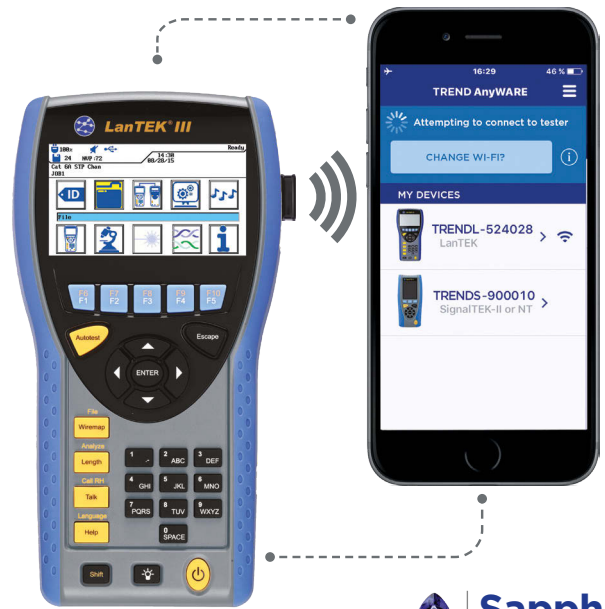 LanTEK® III
100%
Ready
24 NVP:72
14:30
08/28/15
Cat 6A STP Chan
JOB1
ID
File
F6 F7 F8 F9 F10
F1 F2 F3 F4 F5
Autotest
Escape
ENTER
File
Wiremap
Analyze
Length
Call RH
Talk
Language
Help
1
2 ABC
3 DEF
4 GHI
5 JKL
6 MNO
7 PQRS
8 TUV
9 WXYZ
0 SPACE
Shift
16:29
46 %
TREND AnyWARE
Attempting to connect to tester
CHANGE WI-FI?
i
MY DEVICES
TRENDL-524028
LanTEK
TRENDS-900010
SignalTEK-II or NT